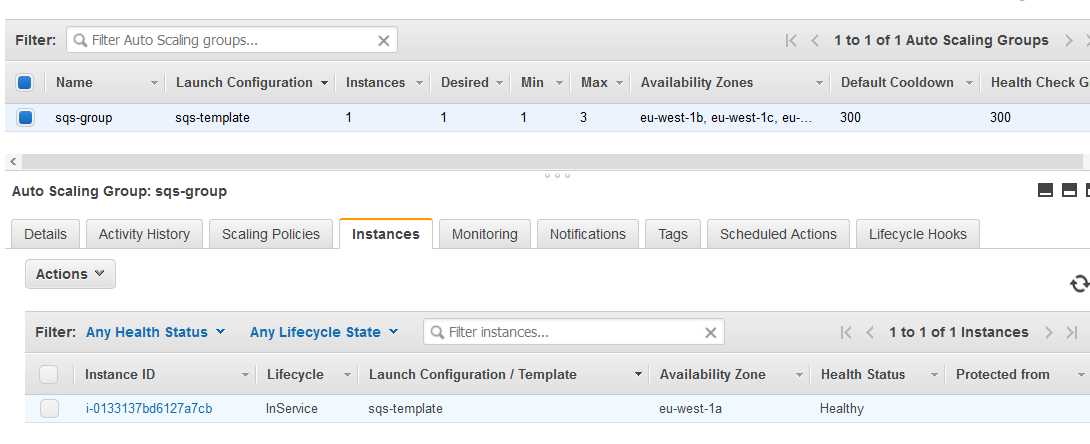 Filter: Filter Auto Scaling groups... 1 to 1 of 1 Auto Scaling Groups
Name Launch Configuration Instances Desired Min Max Availability Zones Default Cooldown Health Check G
sqs-group sqs-template 1 1 1 3 eu-west-1b, eu-west-1c, eu-... 300 300
Auto Scaling Group: sqs-group
Details Activity History Scaling Policies Instances Monitoring Notifications Tags Scheduled Actions Lifecycle Hooks
Actions
Filter: Any Health Status Any Lifecycle State Filter instances... 1 to 1 of 1 Instances
Instance ID Lifecycle Launch Configuration / Template Availability Zone Health Status Protected from
i-0133137bd6127a7cb InService sqs-template eu-west-1a Healthy